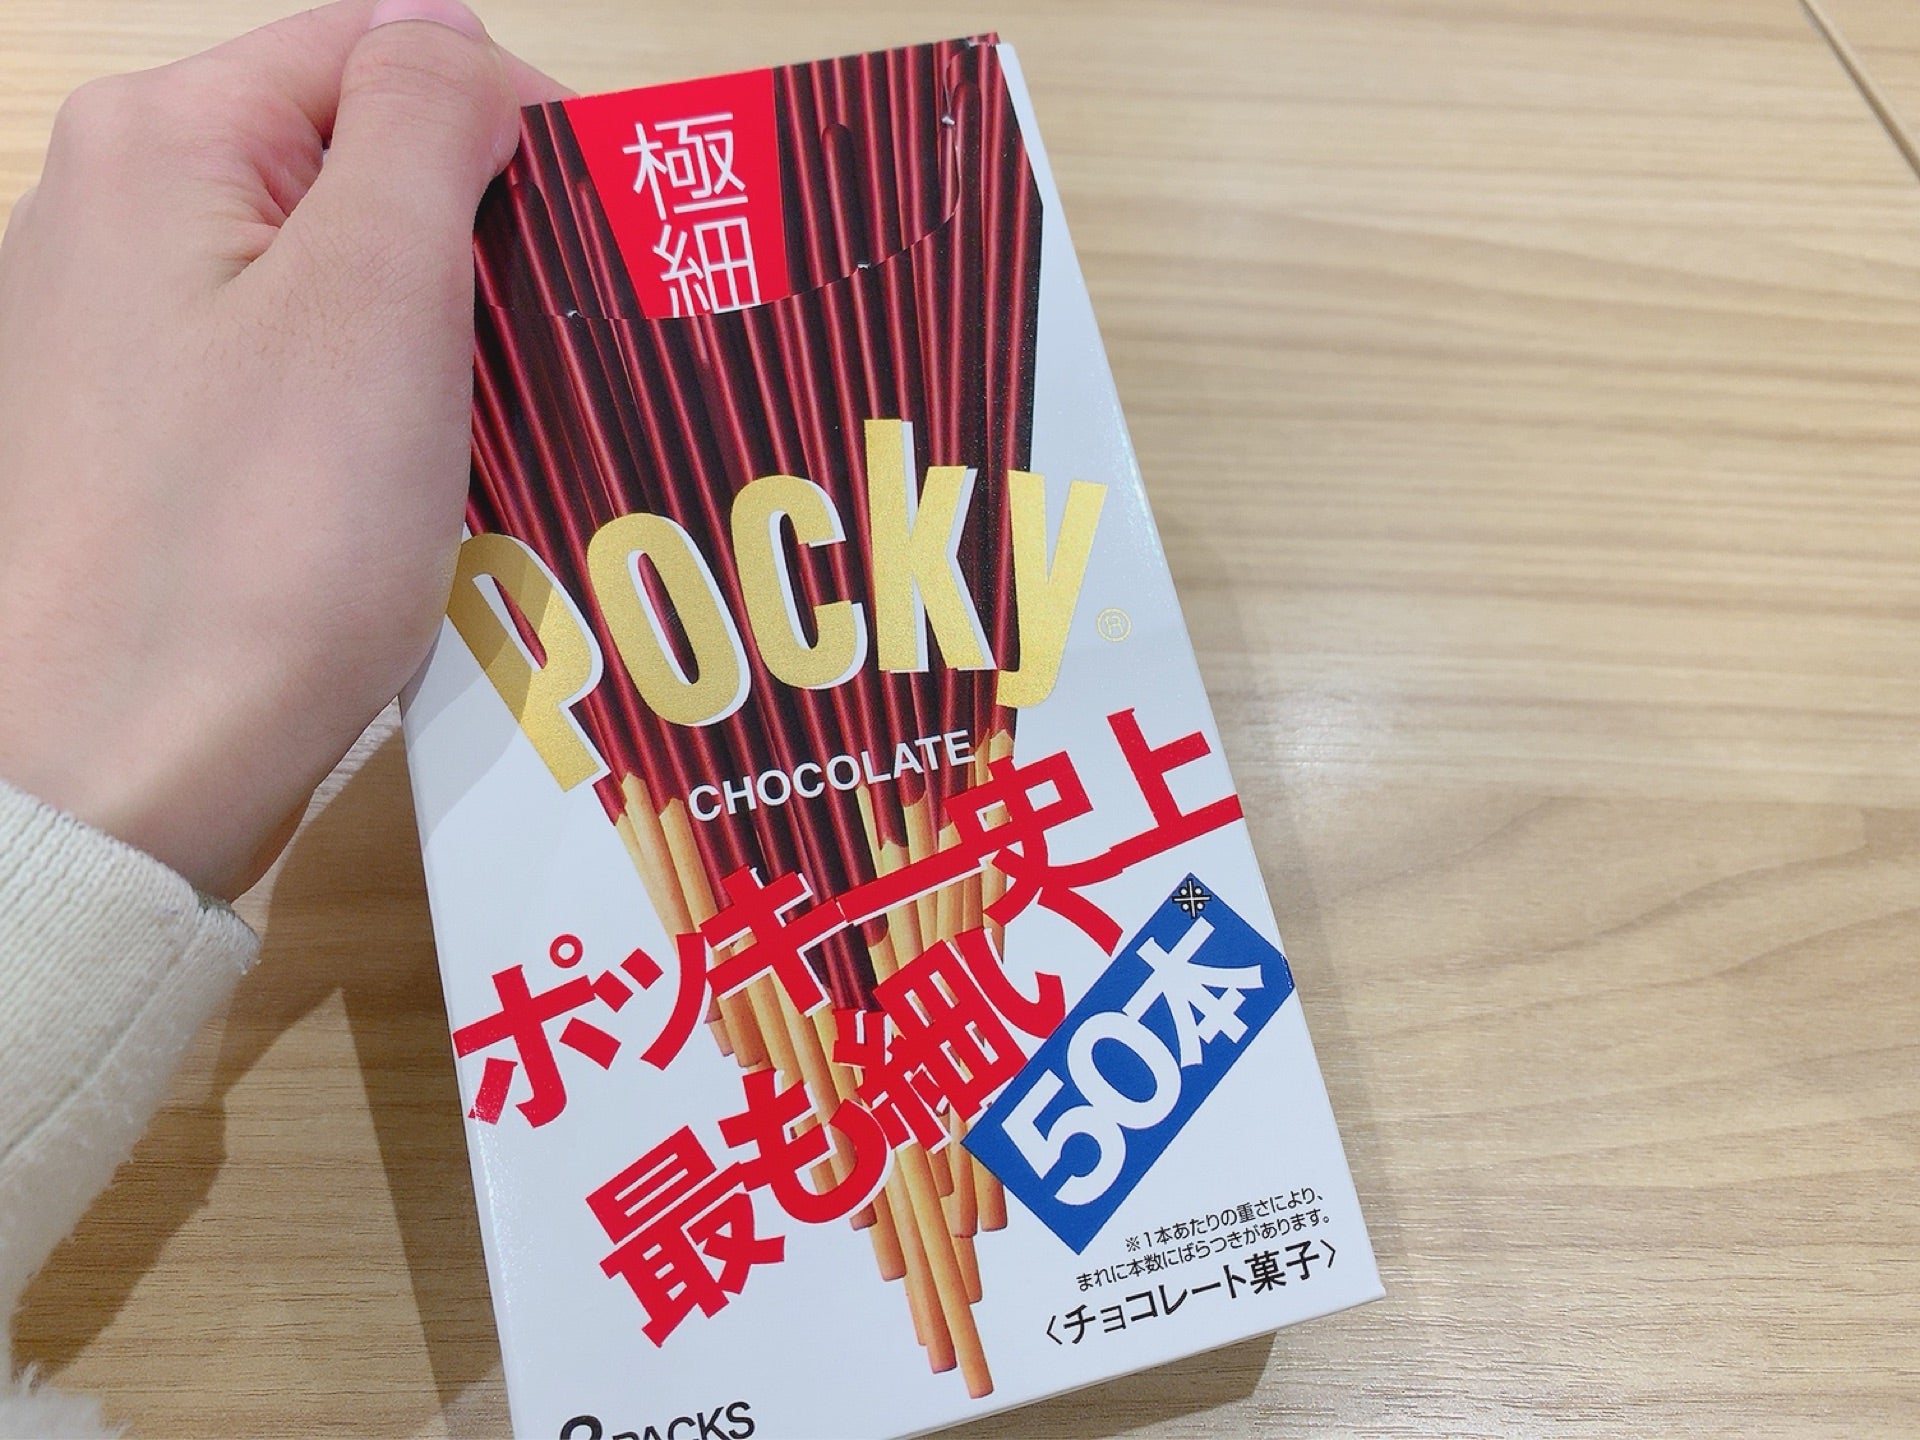 極細
Pocky
CHOCOLATE
ポッキー史上
最も細い
50本※
※1本あたりの重さにより、
まれに本数にばらつきがあります。
〈チョコレート菓子〉
PACKS